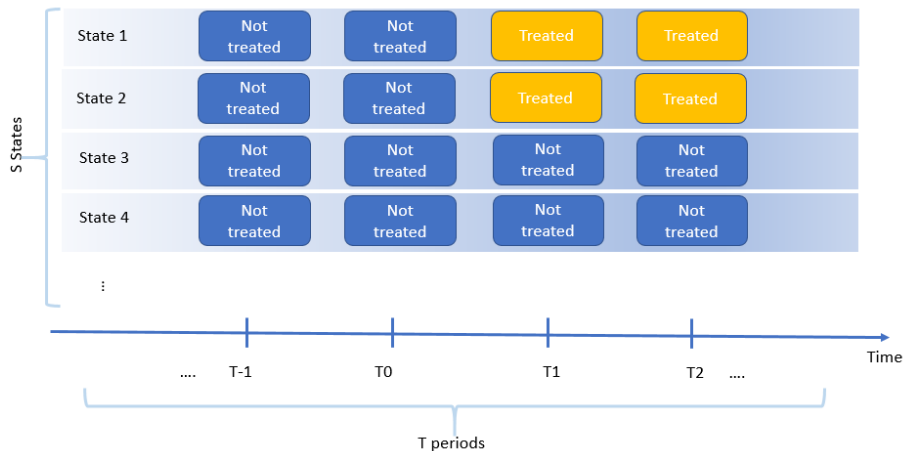 S States
State 1
Not treated
Not treated
Treated
Treated
State 2
Not treated
Not treated
Treated
Treated
State 3
Not treated
Not treated
Not treated
Not treated
State 4
Not treated
Not treated
Not treated
Not treated
⋮
Time
.... T-1 T0 T1 T2 ....
T periods